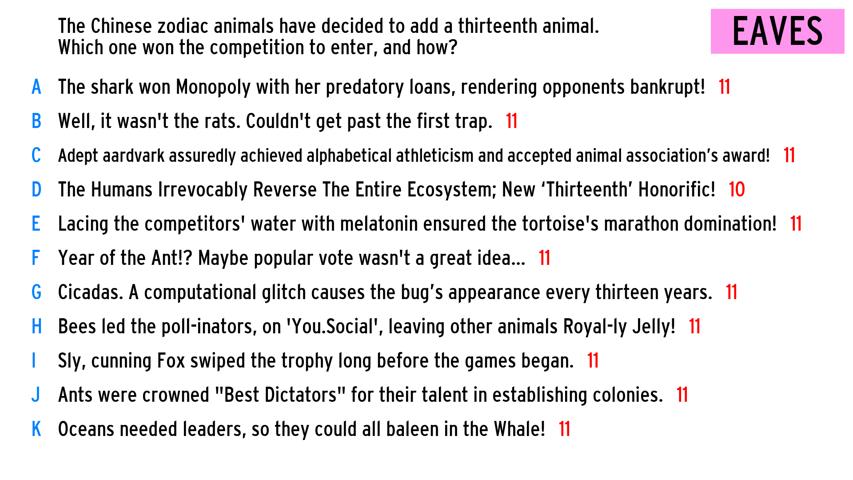 The Chinese zodiac animals have decided to add a thirteenth animal.
Which one won the competition to enter, and how?
EAVES
A The shark won Monopoly with her predatory loans, rendering opponents bankrupt! 11
B Well, it wasn't the rats. Couldn't get past the first trap. 11
C Adept aardvark assuredly achieved alphabetical athleticism and accepted animal association's award! 11
D The Humans Irrevocably Reverse The Entire Ecosystem; New ‘Thirteenth’ Honorific! 10
E Lacing the competitors' water with melatonin ensured the tortoise's marathon domination! 11
F Year of the Ant!? Maybe popular vote wasn't a great idea... 11
G Cicadas. A computational glitch causes the bug’s appearance every thirteen years. 11
H Bees led the poll-inators, on 'You.Social', leaving other animals Royal-ly Jelly! 11
I Sly, cunning Fox swiped the trophy long before the games began. 11
J Ants were crowned "Best Dictators" for their talent in establishing colonies. 11
K Oceans needed leaders, so they could all baleen in the Whale! 11